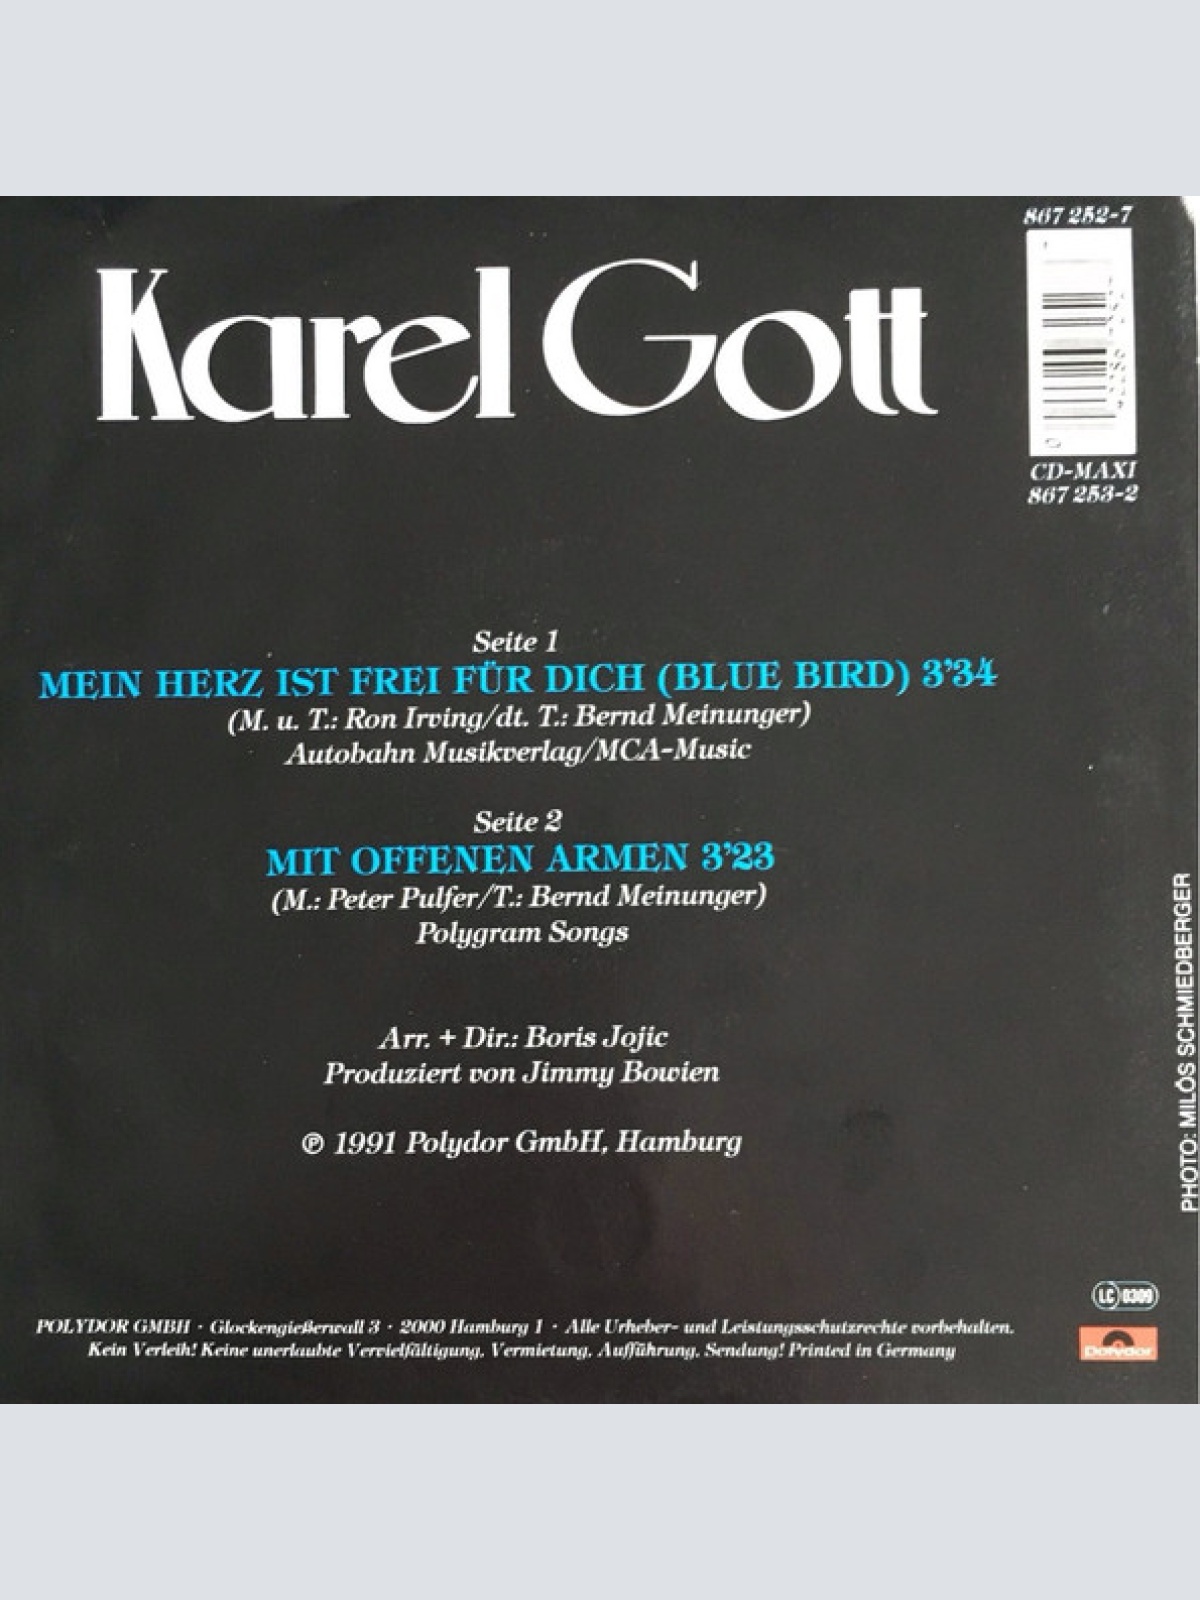 867 252-7
Karel Gott
CD-MAXI
867 253-2
Seite 1
MEIN HERZ IST FREI FÜR DICH (BLUE BIRD) 3’34
(M. u. T.: Ron Irving/dt. T.: Bernd Meinunger)
Autobahn Musikverlag/MCA-Music
Seite 2
MIT OFFENEN ARMEN 3’23
(M.: Peter Pulfer/T.: Bernd Meinunger)
Polygram Songs
Arr. + Dir.: Boris Jojic
Produziert von Jimmy Bowien
℗ 1991 Polydor GmbH, Hamburg
PHOTO: MILOS SCHMIEDBERGER
LC 0309
Polydor
POLYDOR GMBH · Glockengießerwall 3 · 2000 Hamburg 1 · Alle Urheber- und Leistungsschutzrechte vorbehalten.
Kein Verleih! Keine unerlaubte Vervielfältigung, Vermietung, Aufführung, Sendung! Printed in Germany